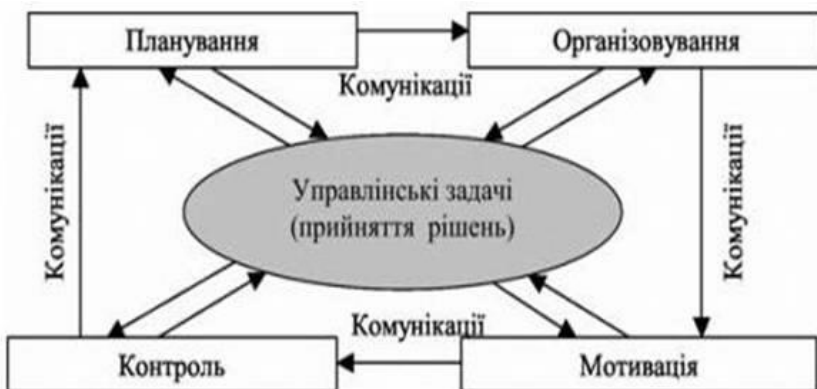 Планування
Організовування
Комунікації
Комунікації
Управлінські задачі
(прийняття рішень)
Комунікації
Комунікації
Контроль
Мотивація